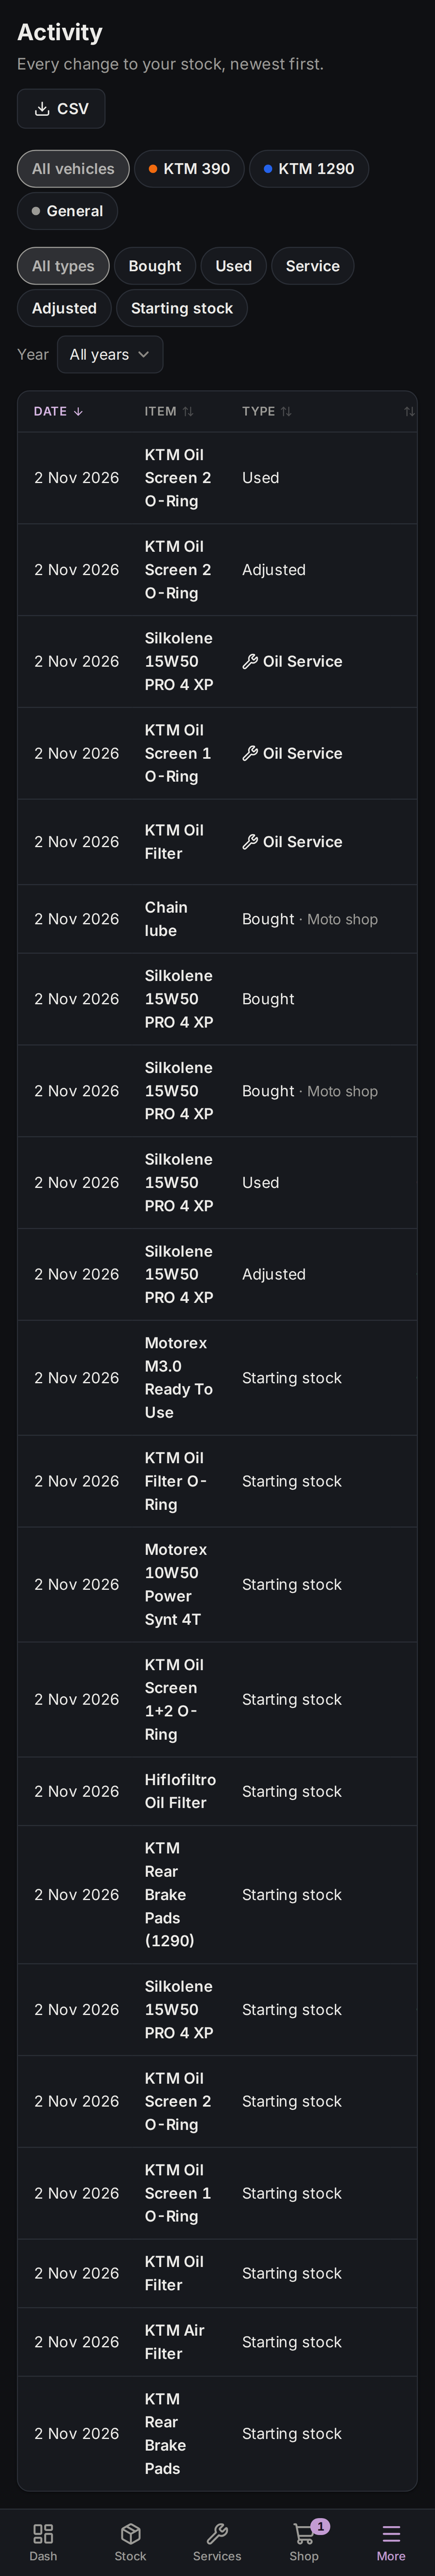 Activity
Every change to your stock, newest first.
CSV
All vehicles KTM 390 KTM 1290
General
All types Bought Used Service
Adjusted Starting stock
Year All years
DATE ITEM TYPE
KTM Oil
2 Nov 2026 Screen 2 Used
O-Ring
KTM Oil
2 Nov 2026 Screen 2 Adjusted
O-Ring
Silkolene
2 Nov 2026 15W50 Oil Service
PRO 4 XP
KTM Oil
2 Nov 2026 Screen 1 Oil Service
O-Ring
2 Nov 2026 KTM Oil Oil Service
Filter
2 Nov 2026 Chain Bought · Moto shop
lube
Silkolene
2 Nov 2026 15W50 Bought
PRO 4 XP
Silkolene
2 Nov 2026 15W50 Bought · Moto shop
PRO 4 XP
Silkolene
2 Nov 2026 15W50 Used
PRO 4 XP
Silkolene
2 Nov 2026 15W50 Adjusted
PRO 4 XP
Motorex
M3.0
2 Nov 2026 Ready To Starting stock
Use
KTM Oil
2 Nov 2026 Filter O- Starting stock
Ring
Motorex
10W50
2 Nov 2026 Power Starting stock
Synt 4T
KTM Oil
Screen
2 Nov 2026 1+2 O- Starting stock
Ring
2 Nov 2026 Hiflofiltro Starting stock
Oil Filter
KTM
Rear
2 Nov 2026 Brake Starting stock
Pads
(1290)
Silkolene
2 Nov 2026 15W50 Starting stock
PRO 4 XP
KTM Oil
2 Nov 2026 Screen 2 Starting stock
O-Ring
KTM Oil
2 Nov 2026 Screen 1 Starting stock
O-Ring
2 Nov 2026 KTM Oil Starting stock
Filter
2 Nov 2026 KTM Air Starting stock
Filter
KTM
Rear
2 Nov 2026 Brake Starting stock
Pads
1
Dash Stock Services Shop More